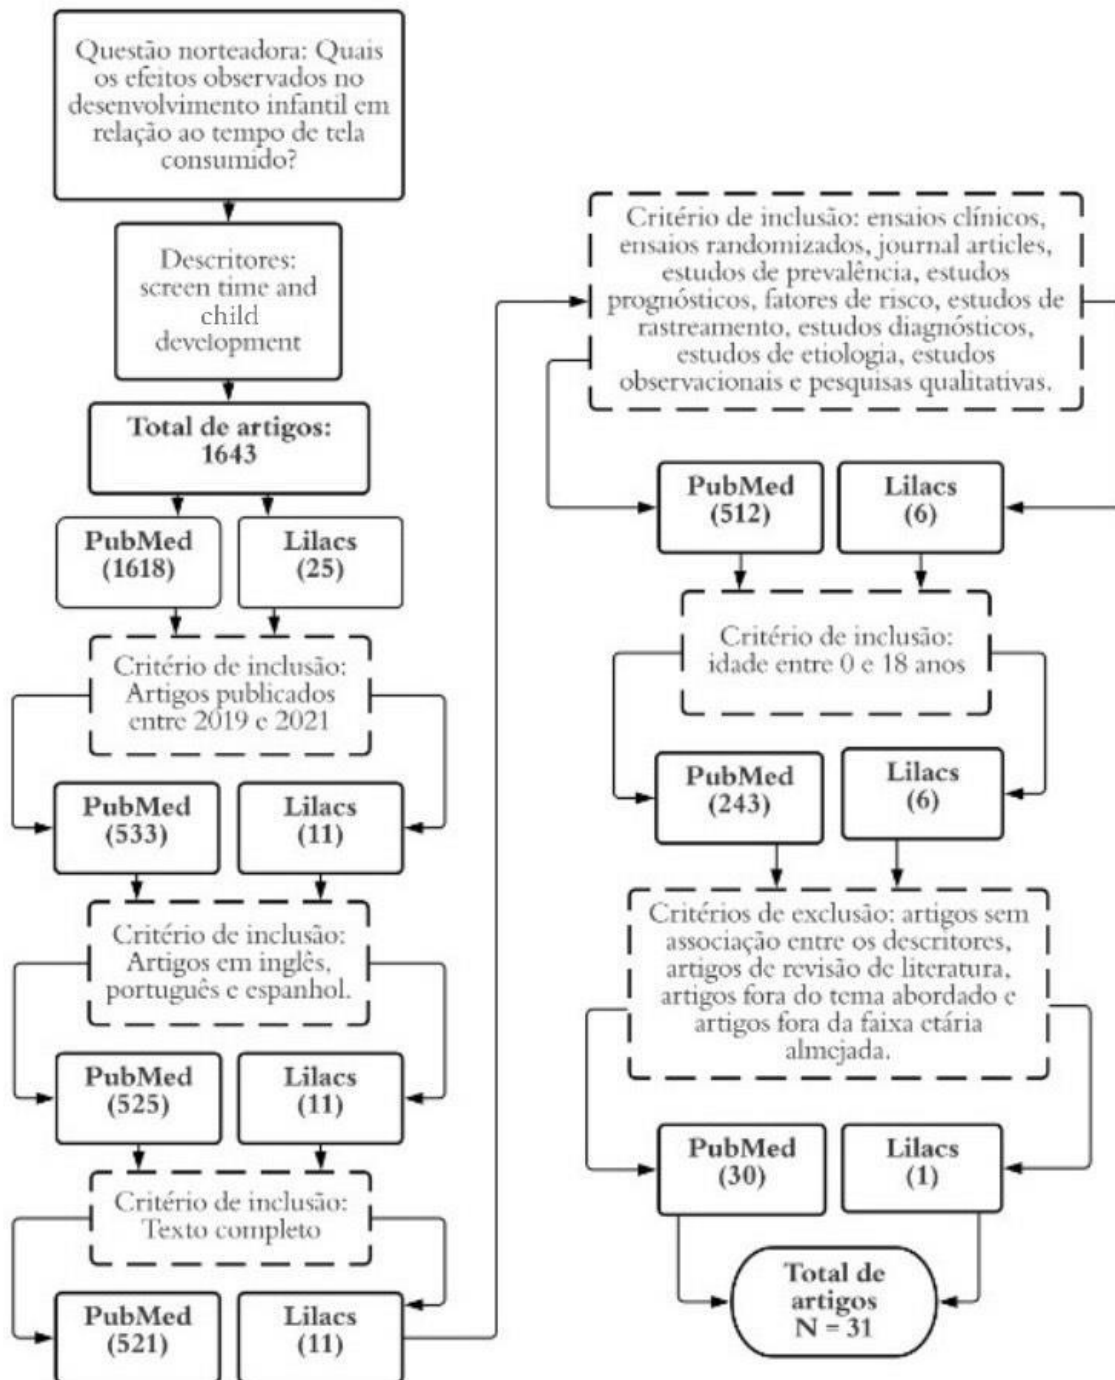 Questão norteadora: Quais
os efeitos observados no
desenvolvimento infantil em
relação ao tempo de tela
consumido?
Descritores:
screen time and
child
development
Total de artigos:
1643
PubMed
(1618)
Lilacs
(25)
Critério de inclusão:
Artigos publicados
entre 2019 e 2021
PubMed
(533)
Lilacs
(11)
Critério de inclusão:
Artigos em inglês,
português e espanhol.
PubMed
(525)
Lilacs
(11)
Critério de inclusão:
Texto completo
PubMed
(521)
Lilacs
(11)
Critério de inclusão: ensaios clínicos,
ensaios randomizados, journal articles,
estudos de prevalência, estudos
prognósticos, fatores de risco, estudos de
rastreamento, estudos diagnósticos,
estudos de etiologia, estudos
observacionais e pesquisas qualitativas.
PubMed
(512)
Lilacs
(6)
Critério de inclusão:
idade entre 0 e 18 anos
PubMed
(243)
Lilacs
(6)
Critérios de exclusão: artigos sem
associação entre os descritores,
artigos de revisão de literatura,
artigos fora do tema abordado e
artigos fora da faixa etária
almejada.
PubMed
(30)
Lilacs
(1)
Total de
artigos
N = 31